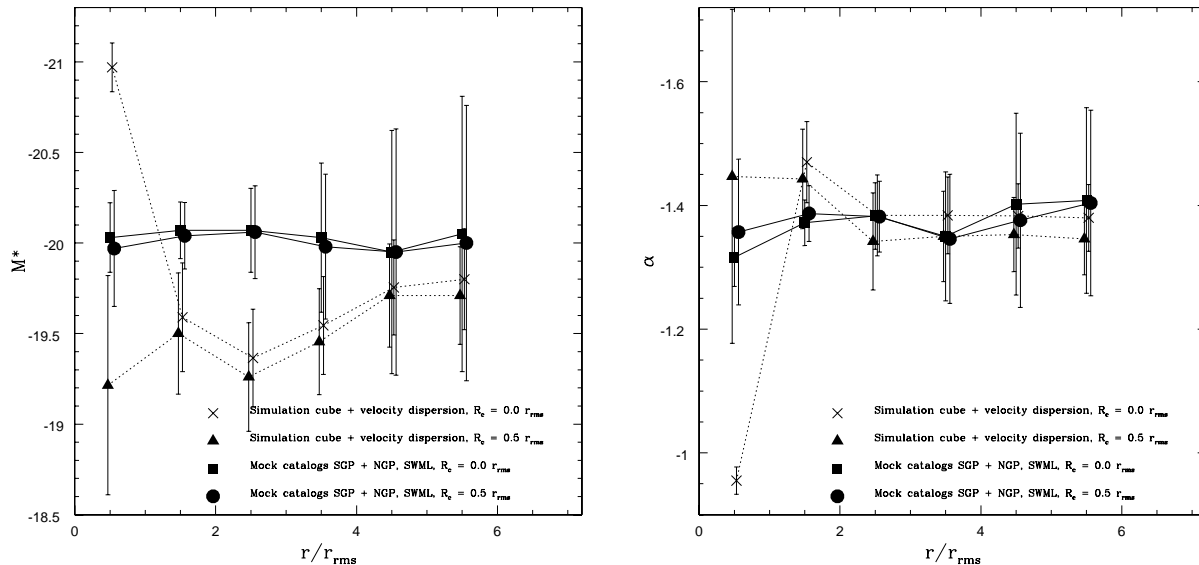 -21
-20.5
-20
-19.5
-19
-18.5
M*
0
2
4
6
r/r_rms
Simulation cube + velocity dispersion, R_c = 0.0 r_rms
Simulation cube + velocity dispersion, R_c = 0.5 r_rms
Mock catalogs SGP + NGP, SWML, R_c = 0.0 r_rms
Mock catalogs SGP + NGP, SWML, R_c = 0.5 r_rms
-1.6
-1.4
-1.2
-1
α
0
2
4
6
r/r_rms
Simulation cube + velocity dispersion, R_c = 0.0 r_rms
Simulation cube + velocity dispersion, R_c = 0.5 r_rms
Mock catalogs SGP + NGP, SWML, R_c = 0.0 r_rms
Mock catalogs SGP + NGP, SWML, R_c = 0.5 r_rms